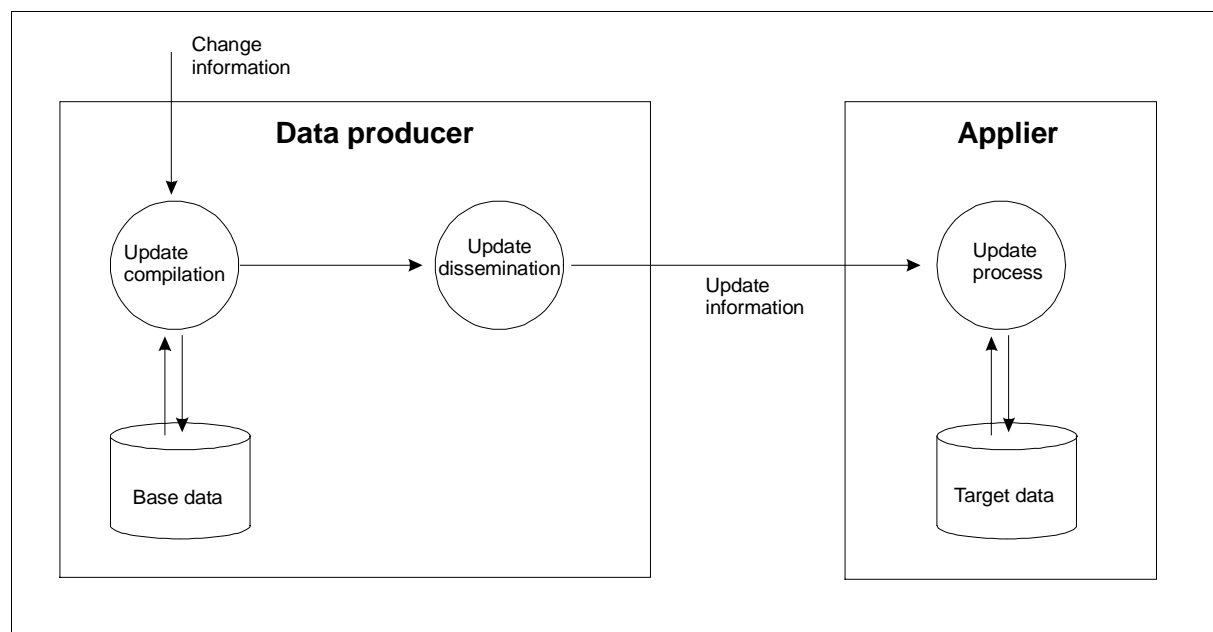 Change
information
Data producer
Applier
Update
compilation
Update
dissemination
Update
information
Update
process
Base data
Target data